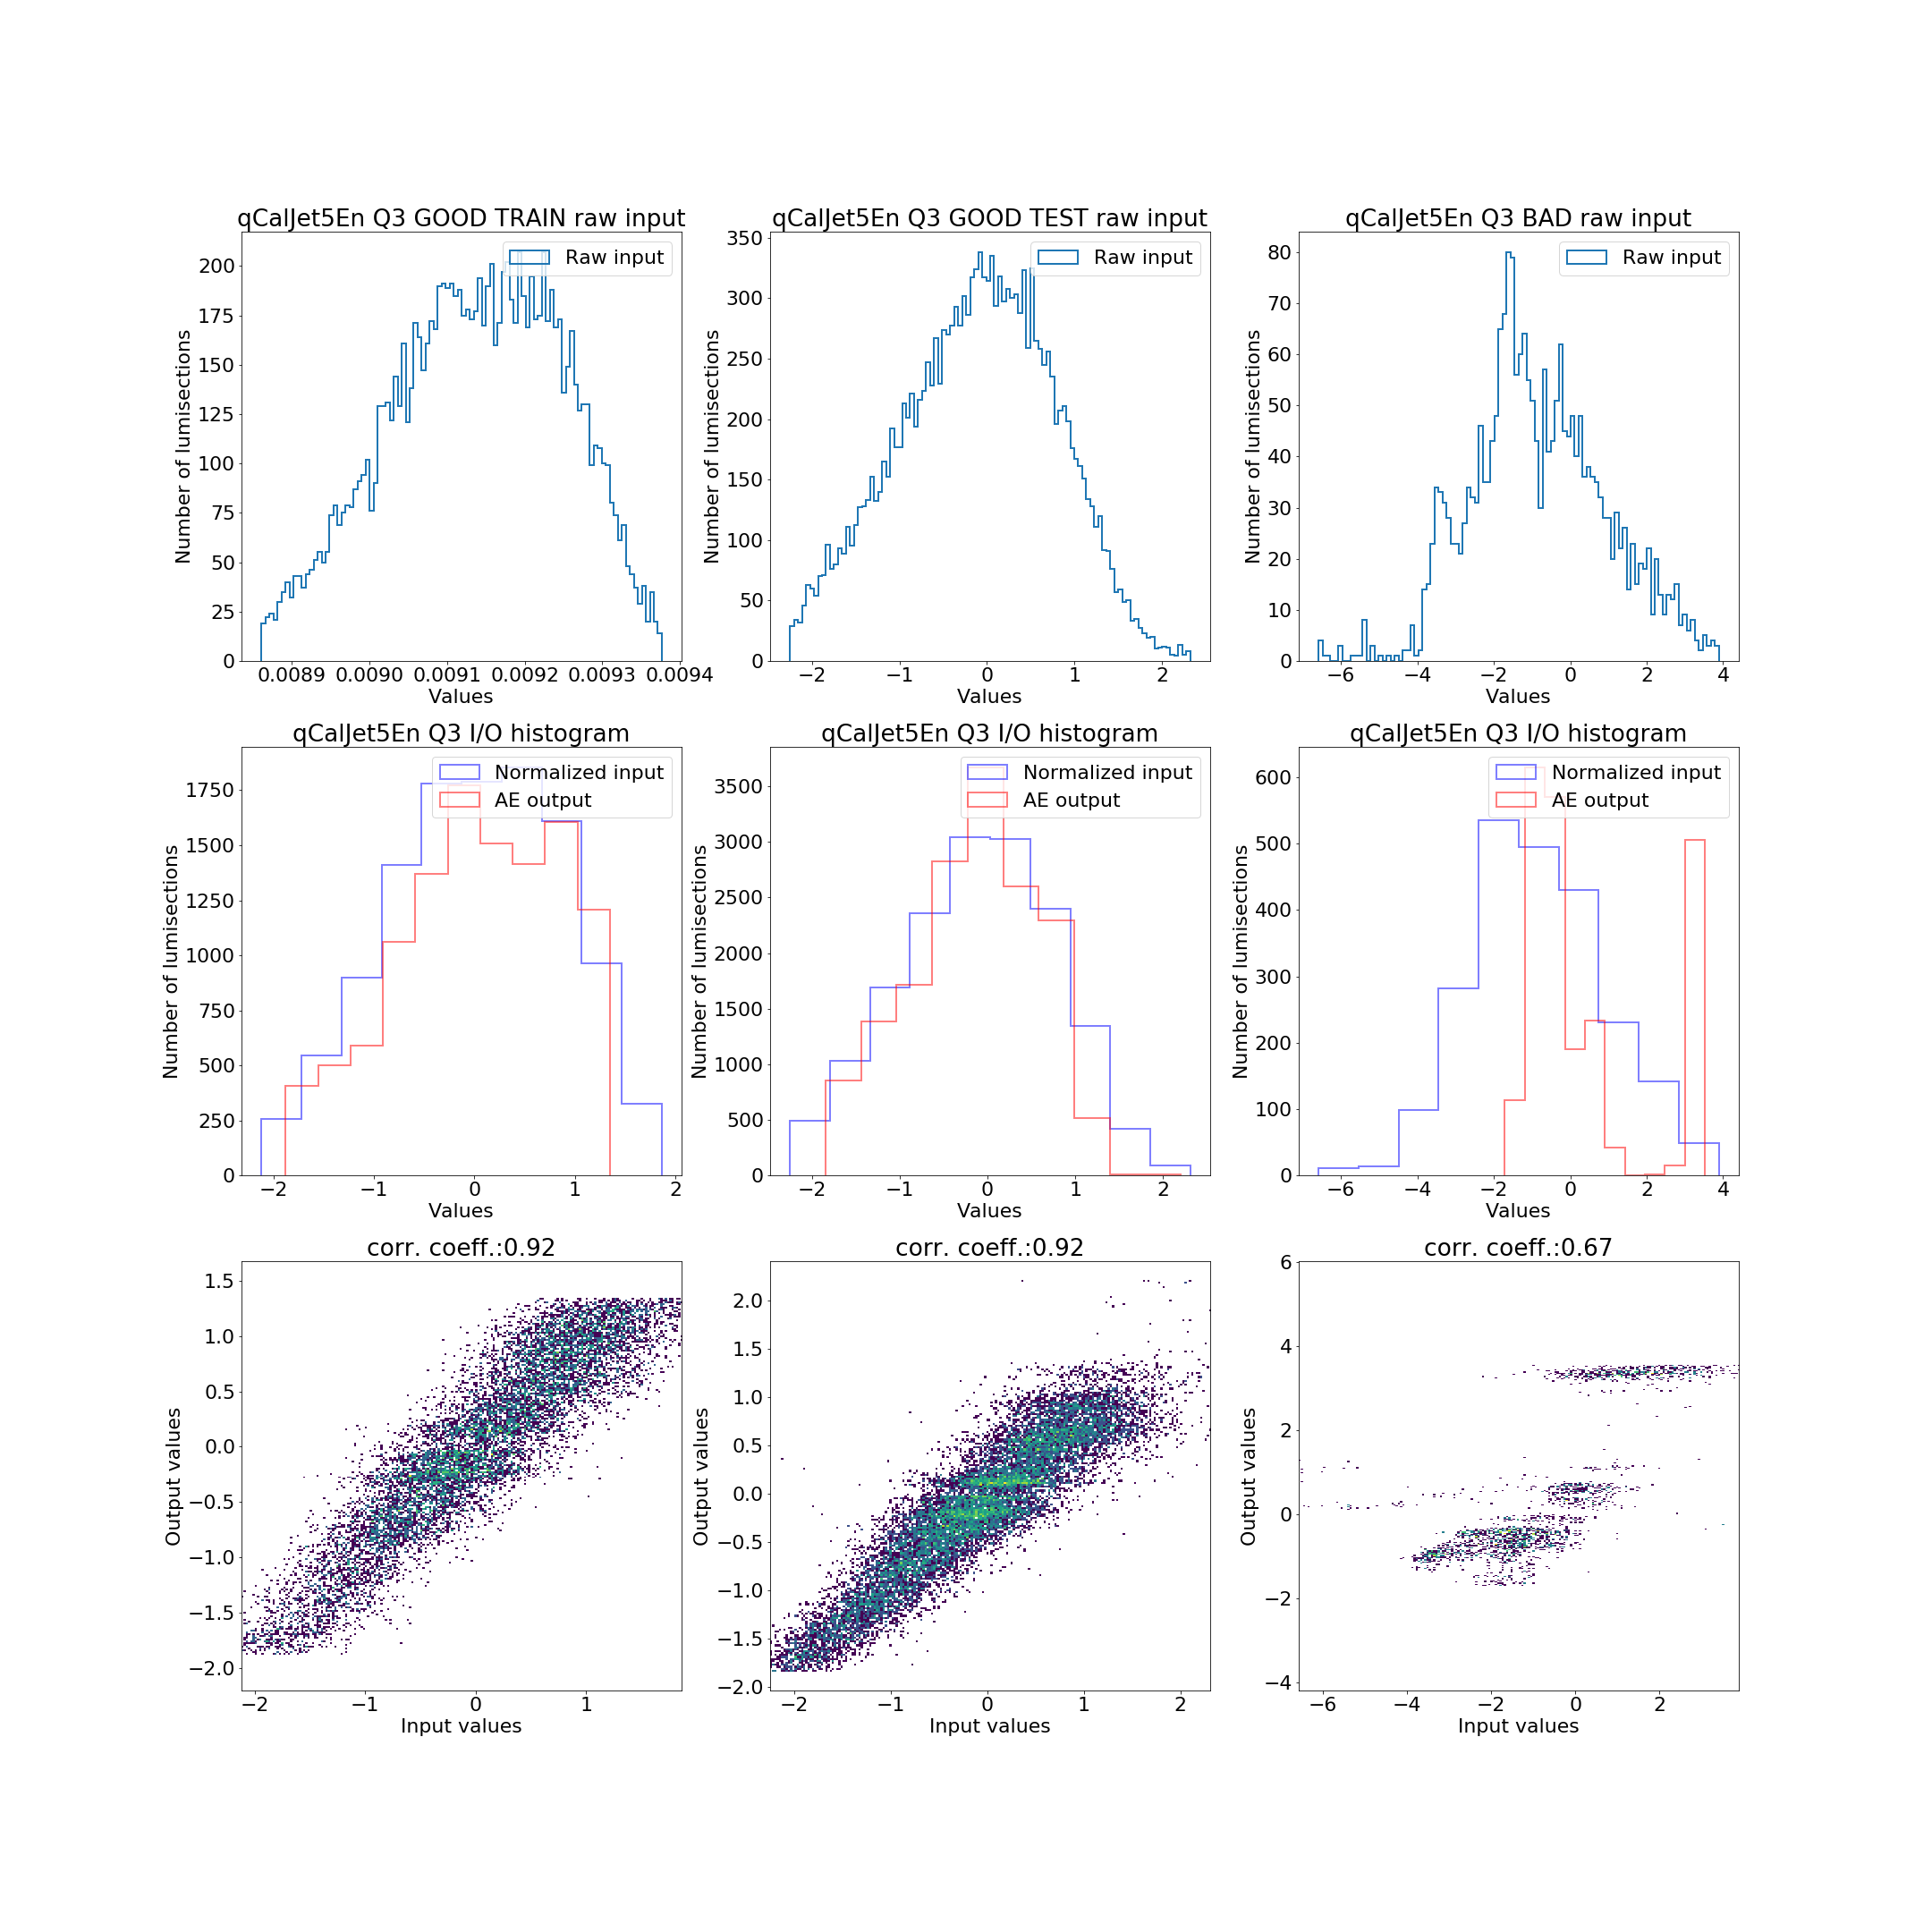 qCalJet5En Q3 GOOD TRAIN raw input
Raw input
Number of lumisections
200
175
150
125
100
75
50
25
0
0.0089 0.0090 0.0091 0.0092 0.0093 0.0094
Values
qCalJet5En Q3 GOOD TEST raw input
Raw input
Number of lumisections
350
300
250
200
150
100
50
0
−2 −1 0 1 2
Values
qCalJet5En Q3 BAD raw input
Raw input
Number of lumisections
80
70
60
50
40
30
20
10
0
−6 −4 −2 0 2 4
Values
qCalJet5En Q3 I/O histogram
Normalized input
AE output
Number of lumisections
1750
1500
1250
1000
750
500
250
0
−2 −1 0 1 2
Values
qCalJet5En Q3 I/O histogram
Normalized input
AE output
Number of lumisections
3500
3000
2500
2000
1500
1000
500
0
−2 −1 0 1 2
Values
qCalJet5En Q3 I/O histogram
Normalized input
AE output
Number of lumisections
600
500
400
300
200
100
0
−6 −4 −2 0 2 4
Values
corr. coeff.:0.92
Output values
1.5
1.0
0.5
0.0
−0.5
−1.0
−1.5
−2.0
−2 −1 0 1
Input values
corr. coeff.:0.92
Output values
2.0
1.5
1.0
0.5
0.0
−0.5
−1.0
−1.5
−2.0
−2 −1 0 1 2
Input values
corr. coeff.:0.67
Output values
6
4
2
0
−2
−4
−6 −4 −2 0 2
Input values